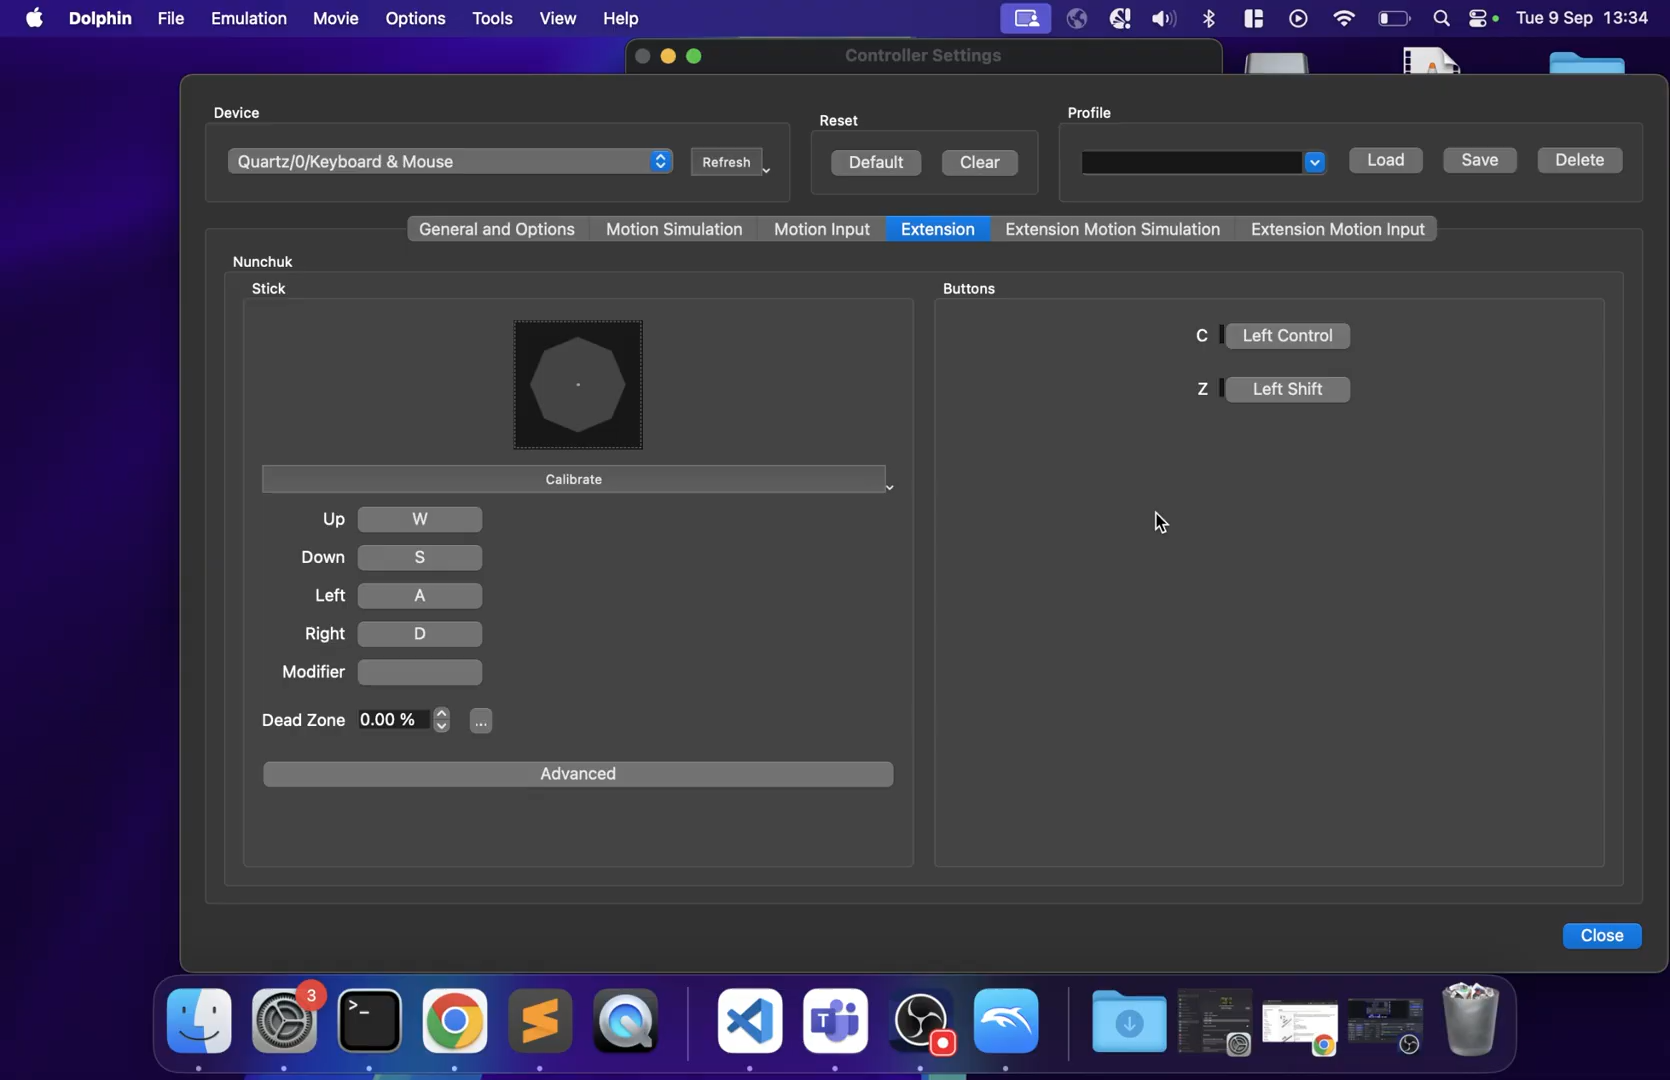 Dolphin File Emulation Movie Options Tools View Help Tue 9 Sep 13:34
Controller Settings
Device
Reset
Profile
Quartz/0/Keyboard & Mouse
Refresh
Default
Clear
Load
Save
Delete
General and Options
Motion Simulation
Motion Input
Extension
Extension Motion Simulation
Extension Motion Input
Nunchuk
Stick
Calibrate
Up W
Down S
Left A
Right D
Modifier
Dead Zone 0.00 % ...
Advanced
Buttons
C Left Control
Z Left Shift
Close
3